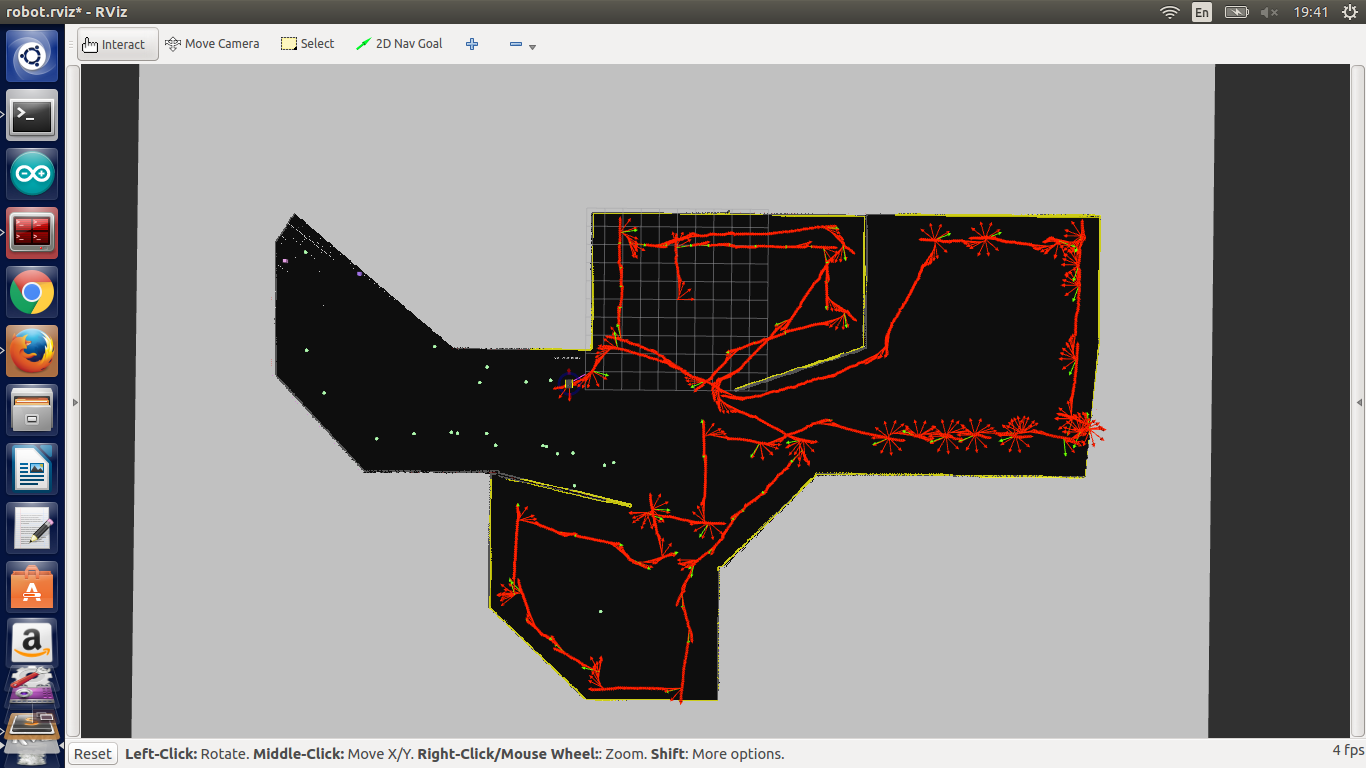 robot.rviz* - RViz
En
19:41
Interact
Move Camera
Select
2D Nav Goal
Reset
Left-Click: Rotate. Middle-Click: Move X/Y. Right-Click/Mouse Wheel:: Zoom. Shift: More options.
4 fps